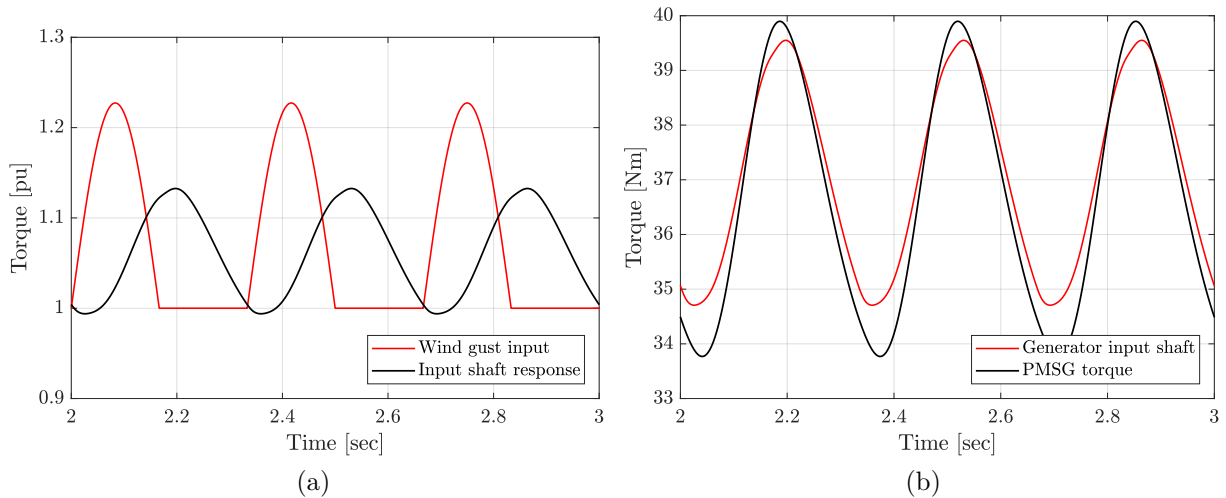 1.3
1.2
1.1
1
0.9
Torque [pu]
Wind gust input
Input shaft response
2
2.2
2.4
2.6
2.8
3
Time [sec]
(a)
40
39
38
37
36
35
34
33
Torque [Nm]
Generator input shaft
PMSG torque
2
2.2
2.4
2.6
2.8
3
Time [sec]
(b)